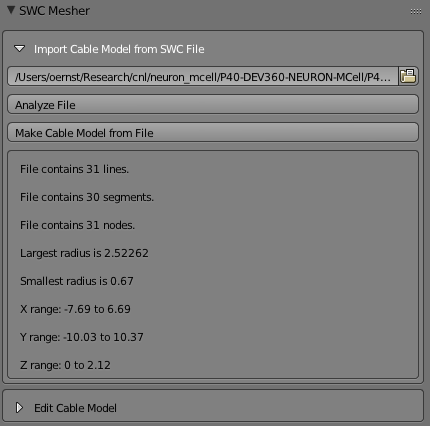 SWC Mesher
Import Cable Model from SWC File
/Users/oernst/Research/cnl/neuron_mcell/P40-DEV360-NEURON-MCell/P4...
Analyze File
Make Cable Model from File
File contains 31 lines.
File contains 30 segments.
File contains 31 nodes.
Largest radius is 2.52262
Smallest radius is 0.67
X range: -7.69 to 6.69
Y range: -10.03 to 10.37
Z range: 0 to 2.12
Edit Cable Model